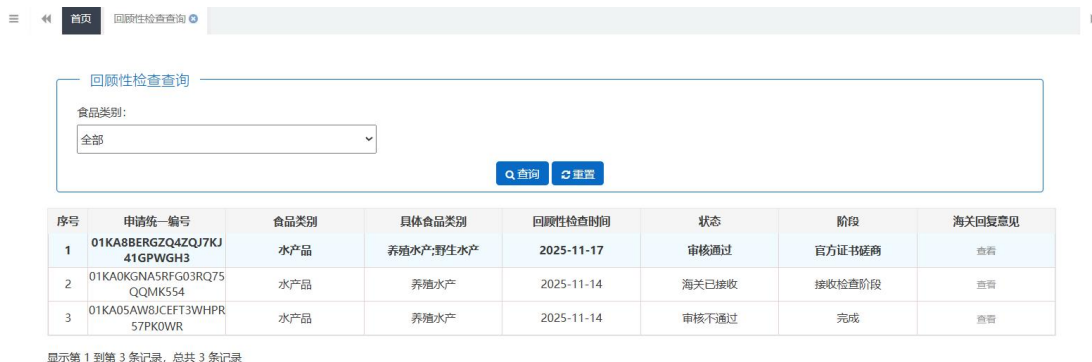 首页 回顾性检查查询
回顾性检查查询
食品类别:
全部
查询 重置
序号 申请统一编号 食品类别 具体食品类别 回顾性检查时间 状态 阶段 海关回复意见
1 01KA8BERGZQ4ZQJ7KJ 水产品 养殖水产;野生水产 2025-11-17 审核通过 官方证书磋商 查看
41GPWGH3
2 01KA0KGNA5RFG03RQ75 水产品 养殖水产 2025-11-14 海关已接收 接收检查阶段 查看
QQMK554
3 01KA05AW8JCEFT3WHPR 水产品 养殖水产 2025-11-14 审核不通过 完成 查看
57PK0WR
显示第 1 到第 3 条记录，总共 3 条记录